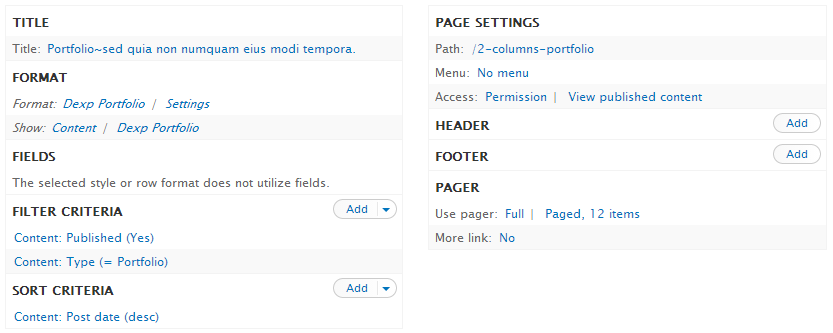 TITLE
Title: Portfolio~sed quia non numquam eius modi tempora.
FORMAT
Format: Dexp Portfolio | Settings
Show: Content | Dexp Portfolio
FIELDS
The selected style or row format does not utilize fields.
FILTER CRITERIA Add
Content: Published (Yes)
Content: Type (= Portfolio)
SORT CRITERIA Add
Content: Post date (desc)
PAGE SETTINGS
Path: /2-columns-portfolio
Menu: No menu
Access: Permission | View published content
HEADER Add
FOOTER Add
PAGER
Use pager: Full | Paged, 12 items
More link: No